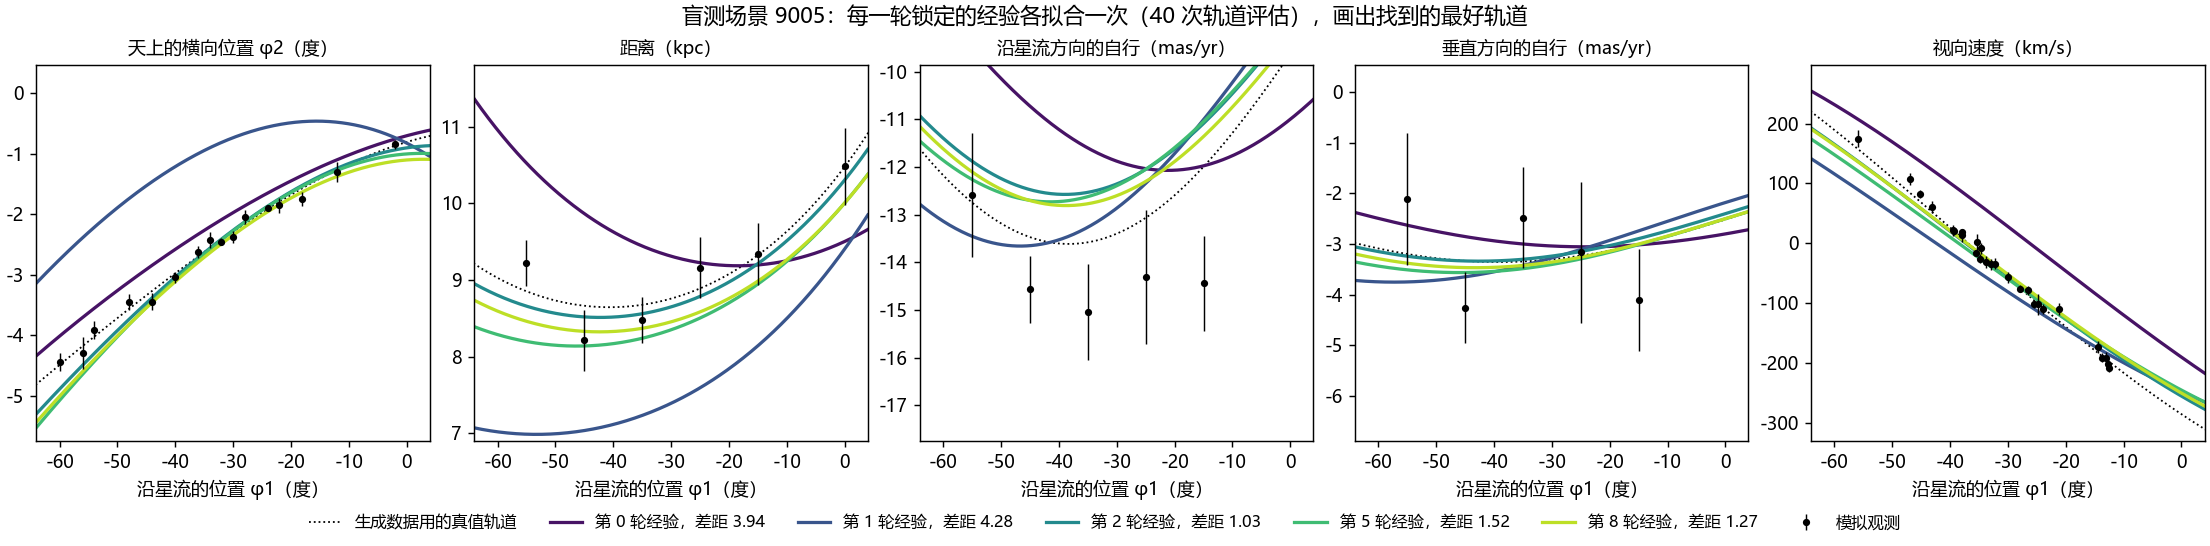 盲测场景 9005：每一轮锁定的经验各拟合一次（40 次轨道评估），画出找到的最好轨道
天上的横向位置 φ2（度）
0
-1
-2
-3
-4
-5
-60 -50 -40 -30 -20 -10 0
沿星流的位置 φ1（度）
距离（kpc）
11
10
9
8
7
-60 -50 -40 -30 -20 -10 0
沿星流的位置 φ1（度）
沿星流方向的自行（mas/yr）
-10
-11
-12
-13
-14
-15
-16
-17
-60 -50 -40 -30 -20 -10 0
沿星流的位置 φ1（度）
垂直方向的自行（mas/yr）
0
-1
-2
-3
-4
-5
-6
-60 -50 -40 -30 -20 -10 0
沿星流的位置 φ1（度）
视向速度（km/s）
200
100
0
-100
-200
-300
-60 -50 -40 -30 -20 -10 0
沿星流的位置 φ1（度）
生成数据用的真值轨道
第 0 轮经验，差距 3.94
第 1 轮经验，差距 4.28
第 2 轮经验，差距 1.03
第 5 轮经验，差距 1.52
第 8 轮经验，差距 1.27
模拟观测